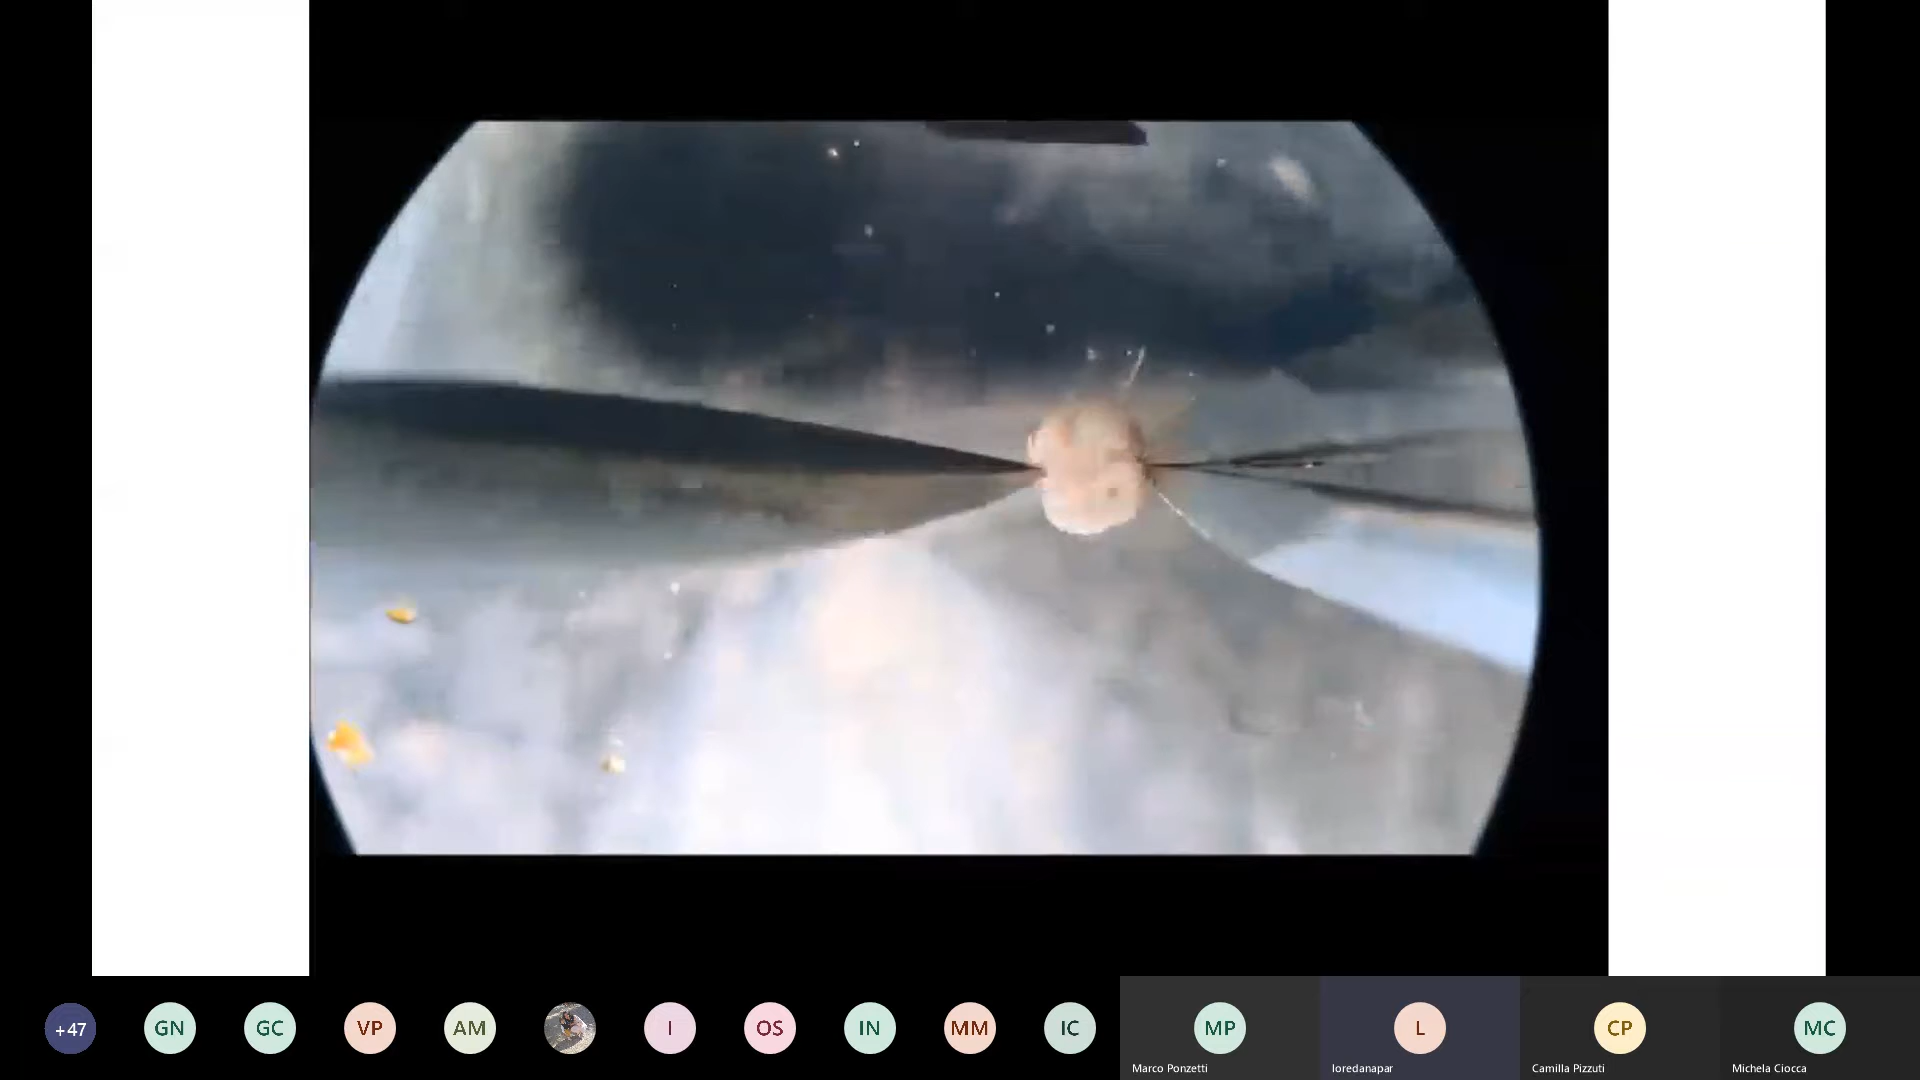 +47
GN
GC
VP
AM
I
OS
IN
MM
IC
MP
L
CP
MC
Marco Ponzetti
loredanapar
Camilla Pizzuti
Michela Ciocca